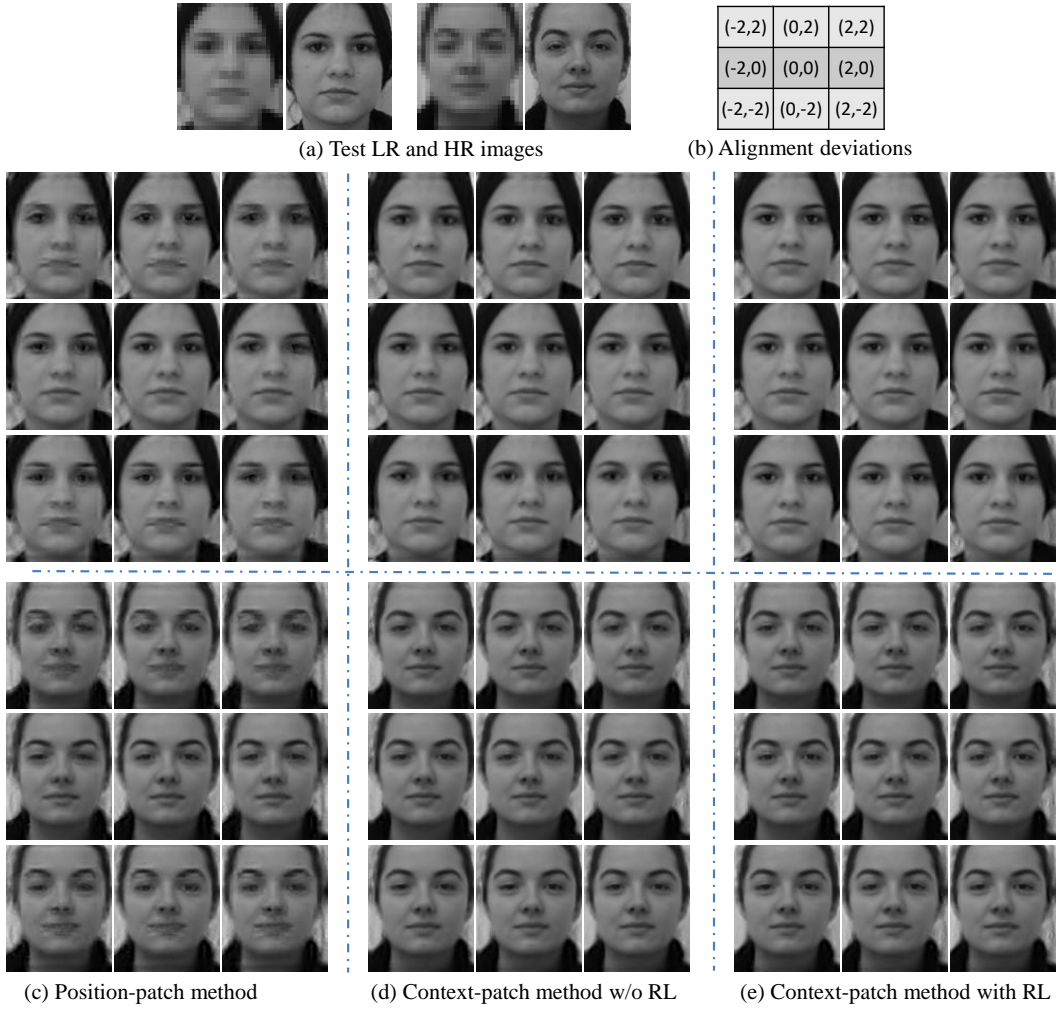 (-2,2) (0,2) (2,2)
(-2,0) (0,0) (2,0)
(-2,-2) (0,-2) (2,-2)
(a) Test LR and HR images
(b) Alignment deviations
(c) Position-patch method
(d) Context-patch method w/o RL
(e) Context-patch method with RL